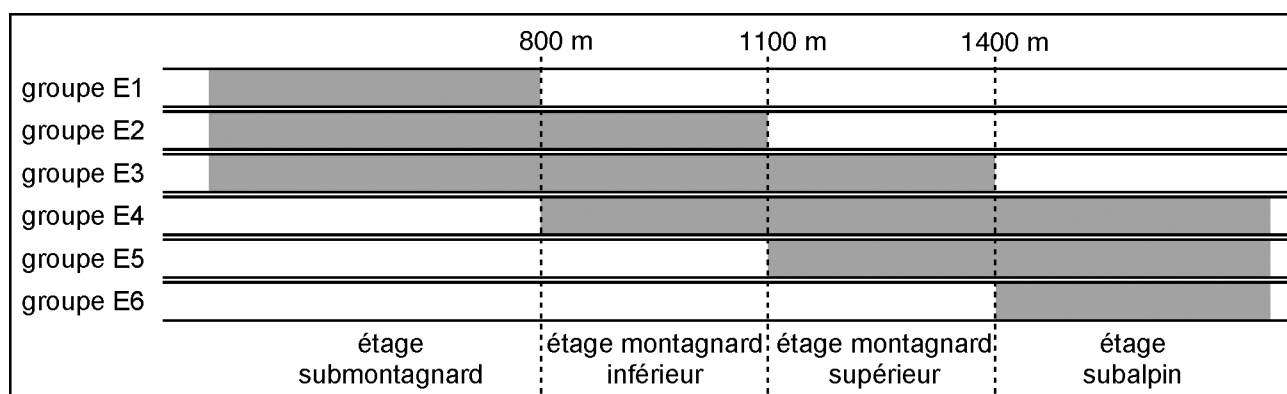 800 m 1100 m 1400 m
groupe E1
groupe E2
groupe E3
groupe E4
groupe E5
groupe E6
étage étage montagnard étage montagnard étage
submontagnard inférieur supérieur subalpin